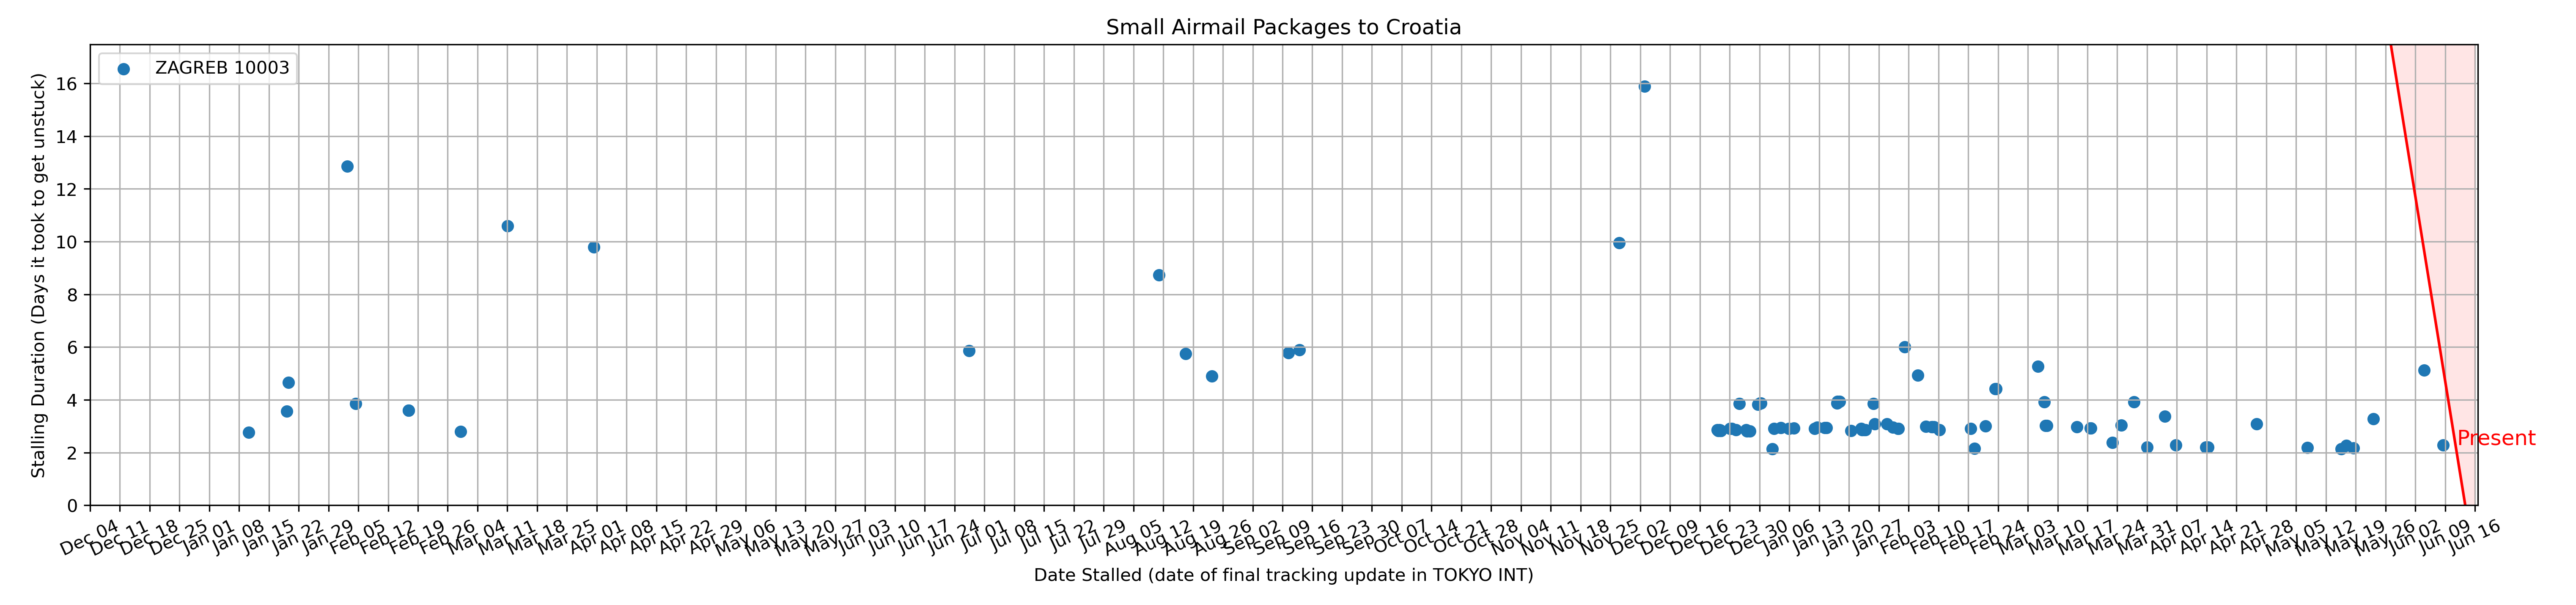 Small Airmail Packages to Croatia
ZAGREB 10003
Stalling Duration (Days it took to get unstuck)
16
14
12
10
8
6
4
2
0
Present
Dec 04 Dec 11 Dec 18 Dec 25 Jan 01 Jan 08 Jan 15 Jan 22 Jan 29 Feb 05 Feb 12 Feb 19 Feb 26 Mar 04 Mar 11 Mar 18 Mar 25 Apr 01 Apr 08 Apr 15 Apr 22 Apr 29 May 06 May 13 May 20 May 27 Jun 03 Jun 10 Jun 17 Jun 24 Jul 01 Jul 08 Jul 15 Jul 22 Jul 29 Aug 05 Aug 12 Aug 19 Aug 26 Sep 02 Sep 09 Sep 16 Sep 23 Sep 30 Oct 07 Oct 14 Oct 21 Oct 28 Nov 04 Nov 11 Nov 18 Nov 25 Dec 02 Dec 09 Dec 16 Dec 23 Dec 30 Jan 06 Jan 13 Jan 20 Jan 27 Feb 03 Feb 10 Feb 17 Feb 24 Mar 03 Mar 10 Mar 17 Mar 24 Mar 31 Apr 07 Apr 14 Apr 21 Apr 28 May 05 May 12 May 19 May 26 Jun 02 Jun 09 Jun 16
Date Stalled (date of final tracking update in TOKYO INT)